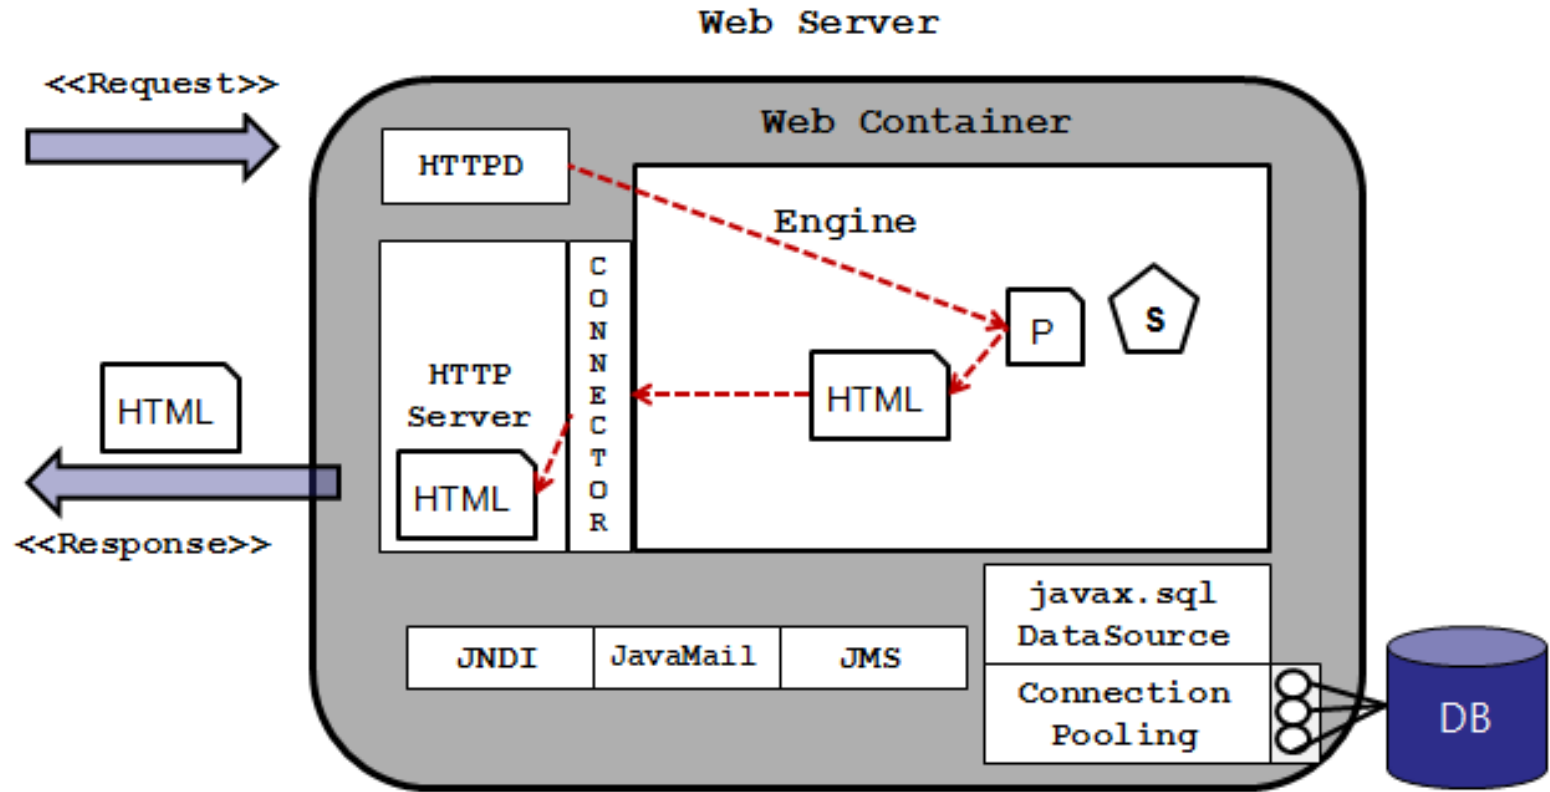 Web Server
<<Request>>
Web Container
HTTPD
Engine
CONNECTOR
P
S
HTTP
Server
HTML
HTML
HTML
<<Response>>
javax.sql
DataSource
JNDI
JavaMail
JMS
Connection
Pooling
DB